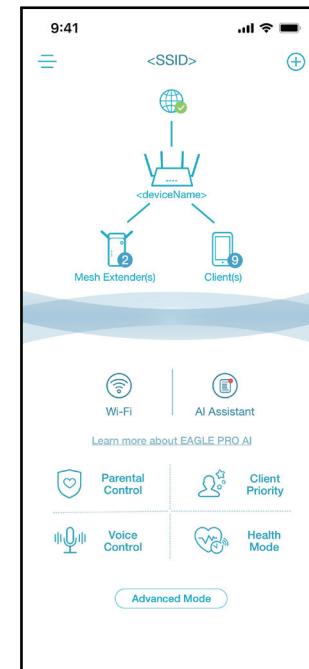 9:41
<SSID>
<deviceName>
2
9
Mesh Extender(s)
Client(s)
Wi-Fi
AI Assistant
Learn more about EAGLE PRO AI
Parental
Control
Client
Priority
Voice
Control
Health
Mode
Advanced Mode